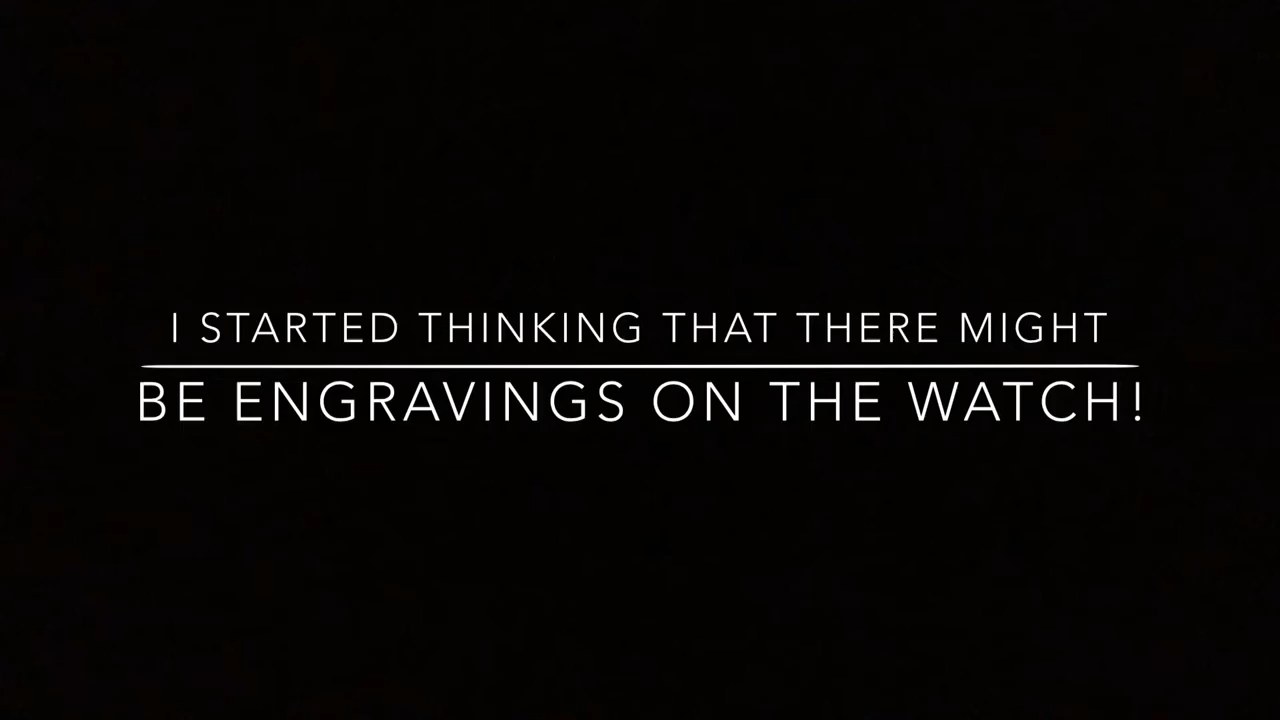 I STARTED THINKING THAT THERE MIGHT
BE ENGRAVINGS ON THE WATCH!